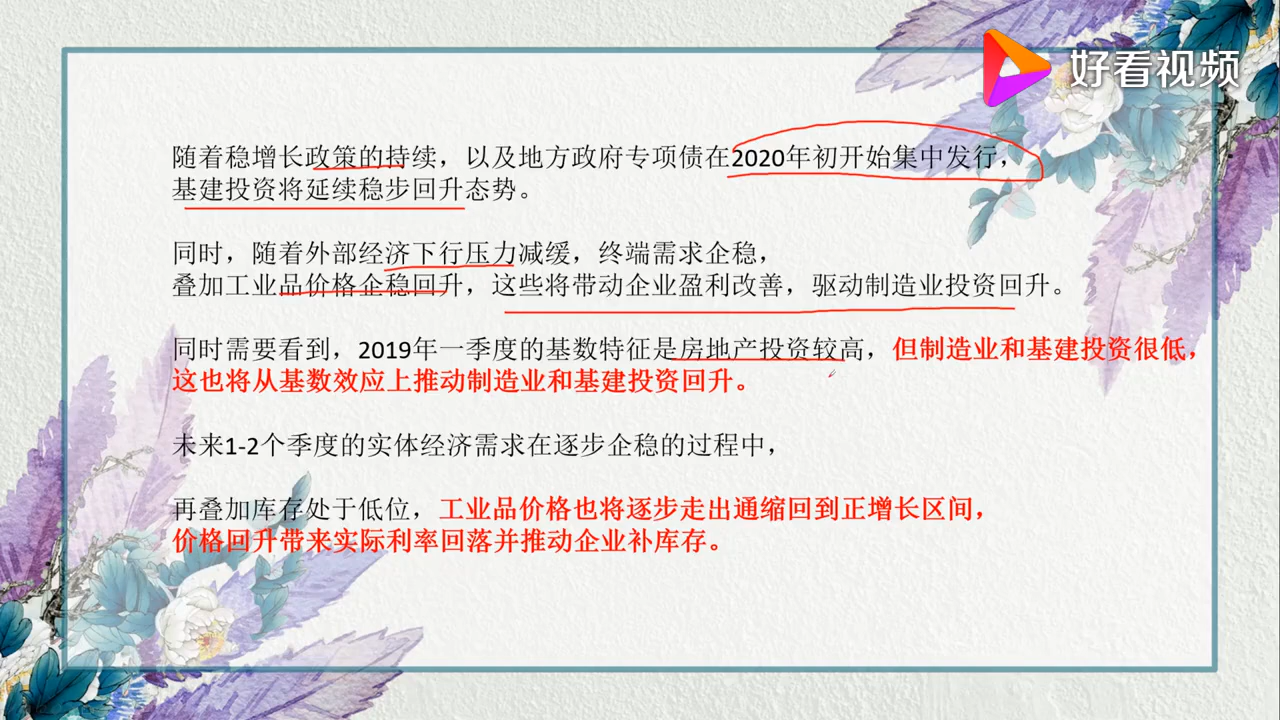 好看视频
随着稳增长政策的持续，以及地方政府专项债在2020年初开始集中发行，
基建投资将延续稳步回升态势。
同时，随着外部经济下行压力减缓，终端需求企稳，
叠加工业品价格企稳回升，这些将带动企业盈利改善，驱动制造业投资回升。
同时需要看到，2019年一季度的基数特征是房地产投资较高，但制造业和基建投资很低，
这也将从基数效应上推动制造业和基建投资回升。
未来1-2个季度的实体经济需求在逐步企稳的过程中，
再叠加库存处于低位，工业品价格也将逐步走出通缩回到正增长区间，
价格回升带来实际利率回落并推动企业补库存。